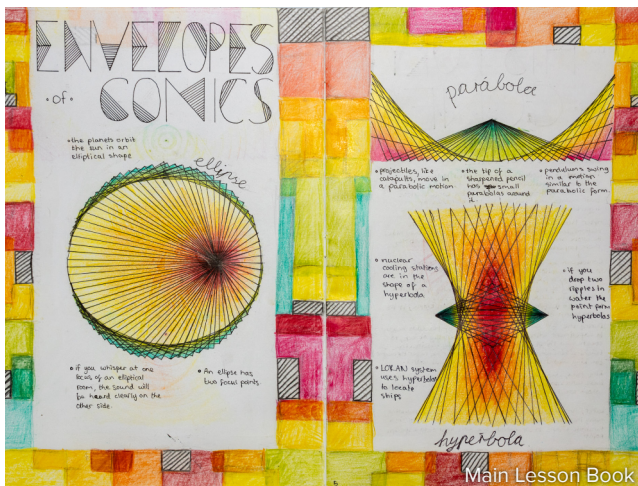 ENVELOPES
• of • CONICS
• the planets orbit
the sun in an
elliptical shape
ellipse
• if you whisper at one
focus of an elliptical
room, the sound will
be heard clearly on the
other side.
• An ellipse has
two focus points.
parabola
• projectiles, like
catapults, move in
a parabolic motion.
• the tip of a
sharpened pencil
has small
parabolas around
it
• pendulums swing
in a motion
similar to the
parabolic form.
• nuclear
cooling stations
are in the
shape of a
hyperbola
• if you
drop two
ripples in
water the
point form
hyperbolas
• LORAN system
uses hyperbolas
to locate
ships
hyperbola
Main Lesson Book